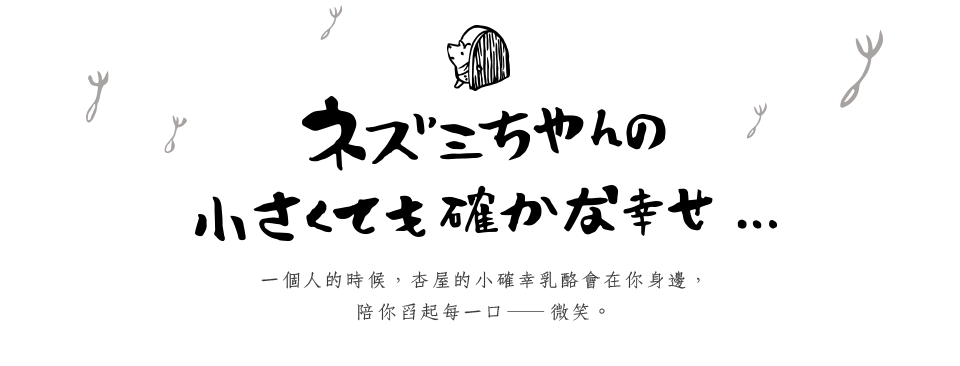 ネズミちゃんの
小さくても確かな幸せ...
一個人的時候，杏屋的小確幸乳酪會在你身邊，
陪你舀起每一口——微笑。